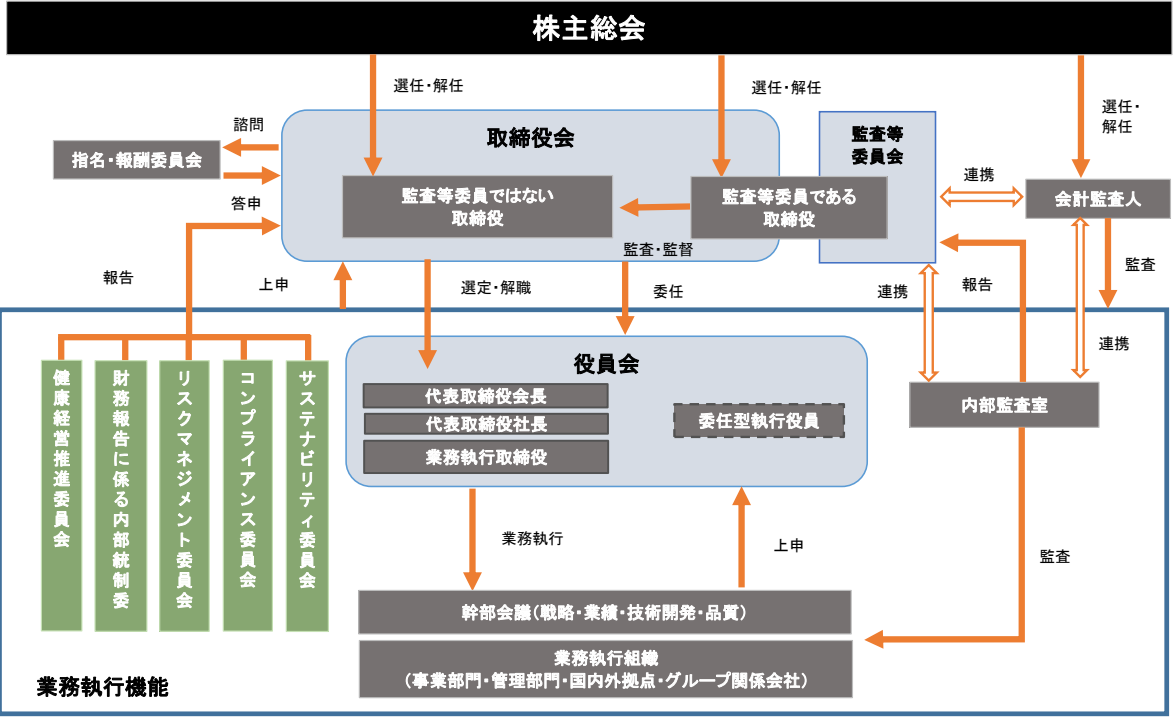 株主総会
選任・解任
選任・解任
選任・
解任
諮問
指名・報酬委員会
答申
取締役会
監査等委員ではない
取締役
監査等委員である
取締役
監査等
委員会
連携
会計監査人
監査・監督
報告
上申
選定・解職
委任
連携
報告
監査
連携
健康経営推進委員会
財務報告に係る内部統制委
リスクマネジメント委員会
コンプライアンス委員会
サステナビリティ委員会
役員会
代表取締役会長
代表取締役社長
業務執行取締役
委任型執行役員
内部監査室
業務執行
上申
監査
幹部会議(戦略・業績・技術開発・品質)
業務執行組織
(事業部門・管理部門・国内外拠点・グループ関係会社)
業務執行機能